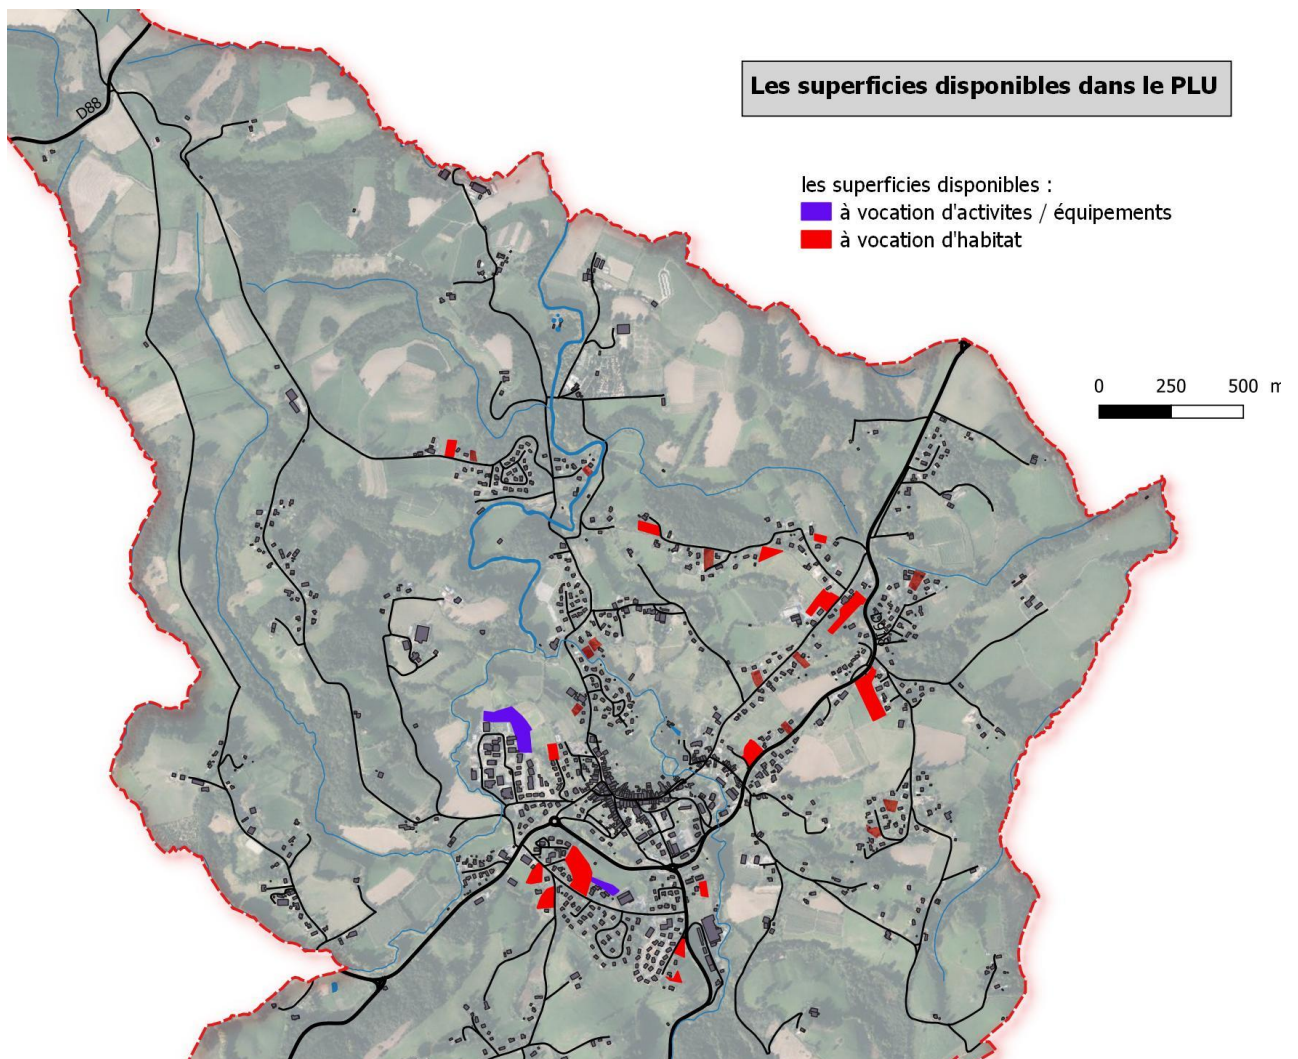 Les superficies disponibles dans le PLU
D88
les superficies disponibles :
à vocation d'activites / équipements
à vocation d'habitat
0 250 500 m